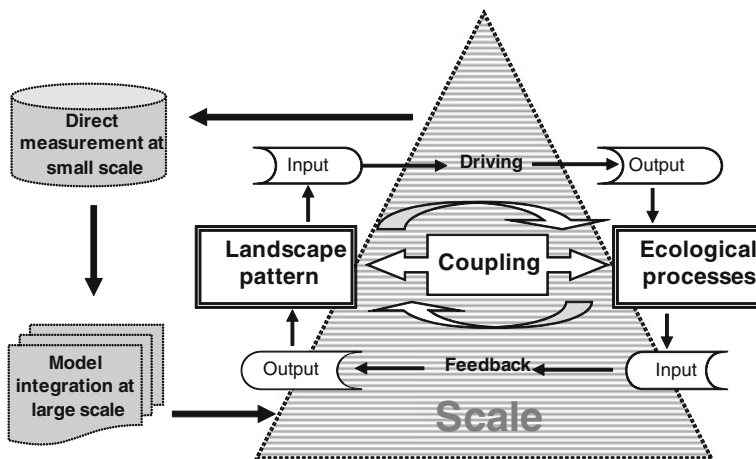 Direct
measurement at
small scale
Input
Driving
Output
Landscape
pattern
Coupling
Ecological
processes
Model
integration at
large scale
Output
Feedback
Input
Scale